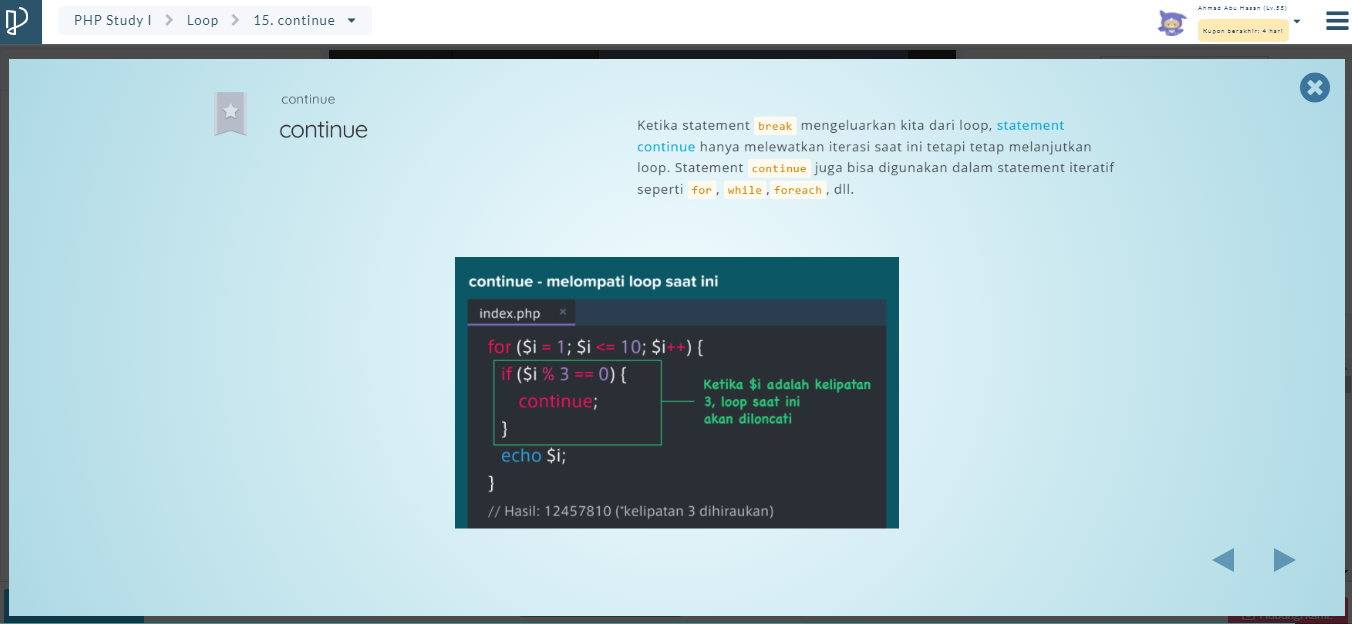 PHP Study I
Loop
15. continue
Ahmad Abu Hasan (Lv.55)
Kupon berakhir: 4 hari
continue
continue
Ketika statement break mengeluarkan kita dari loop, statement
continue hanya melewatkan iterasi saat ini tetapi tetap melanjutkan
loop. Statement continue juga bisa digunakan dalam statement iteratif
seperti for, while, foreach, dll.
continue - melompati loop saat ini
index.php ×
for ($i = 1; $i <= 10; $i++) {
if ($i % 3 == 0) {
continue;
}
echo $i;
}
// Hasil: 12457810 (*kelipatan 3 dihiraukan)
Ketika $i adalah kelipatan
3, loop saat ini
akan diloncati